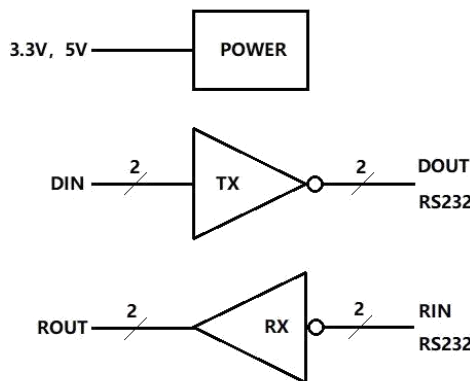 3.3V, 5V
POWER
DIN
2
TX
2
DOUT
RS232
ROUT
2
RX
2
RIN
RS232